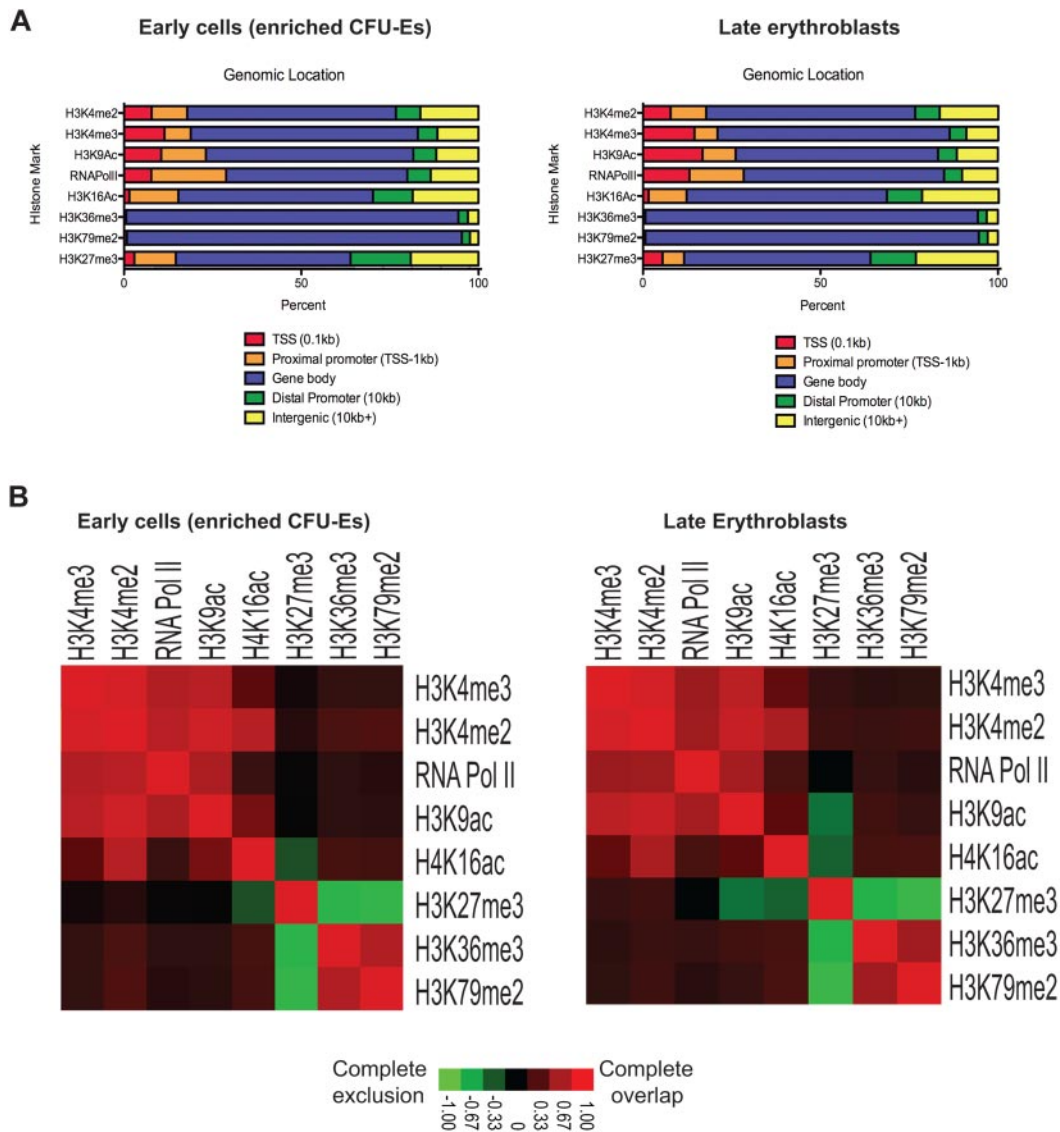 A
Early cells (enriched CFU-Es)
Genomic Location
HIstone Mark
H3K4me2
H3K4me3
H3K9Ac
RNAPolII
H3K16Ac
H3K36me3
H3K79me2
H3K27me3
0
50
100
Percent
TSS (0.1kb)
Proximal promoter (TSS-1kb)
Gene body
Distal Promoter (10kb)
Intergenic (10kb+)
Late erythroblasts
Genomic Location
HIstone Mark
H3K4me2
H3K4me3
H3K9Ac
RNAPolII
H3K16Ac
H3K36me3
H3K79me2
H3K27me3
0
50
100
Percent
TSS (0.1kb)
Proximal promoter (TSS-1kb)
Gene body
Distal Promoter (10kb)
Intergenic (10kb+)
B
Early cells (enriched CFU-Es)
H3K4me3
H3K4me2
RNA Pol II
H3K9ac
H4K16ac
H3K27me3
H3K36me3
H3K79me2
H3K4me3
H3K4me2
RNA Pol II
H3K9ac
H4K16ac
H3K27me3
H3K36me3
H3K79me2
Late Erythroblasts
H3K4me3
H3K4me2
RNA Pol II
H3K9ac
H4K16ac
H3K27me3
H3K36me3
H3K79me2
H3K4me3
H3K4me2
RNA Pol II
H3K9ac
H4K16ac
H3K27me3
H3K36me3
H3K79me2
Complete
exclusion
Complete
overlap
-1.00
-0.67
-0.33
0
0.33
0.67
1.00